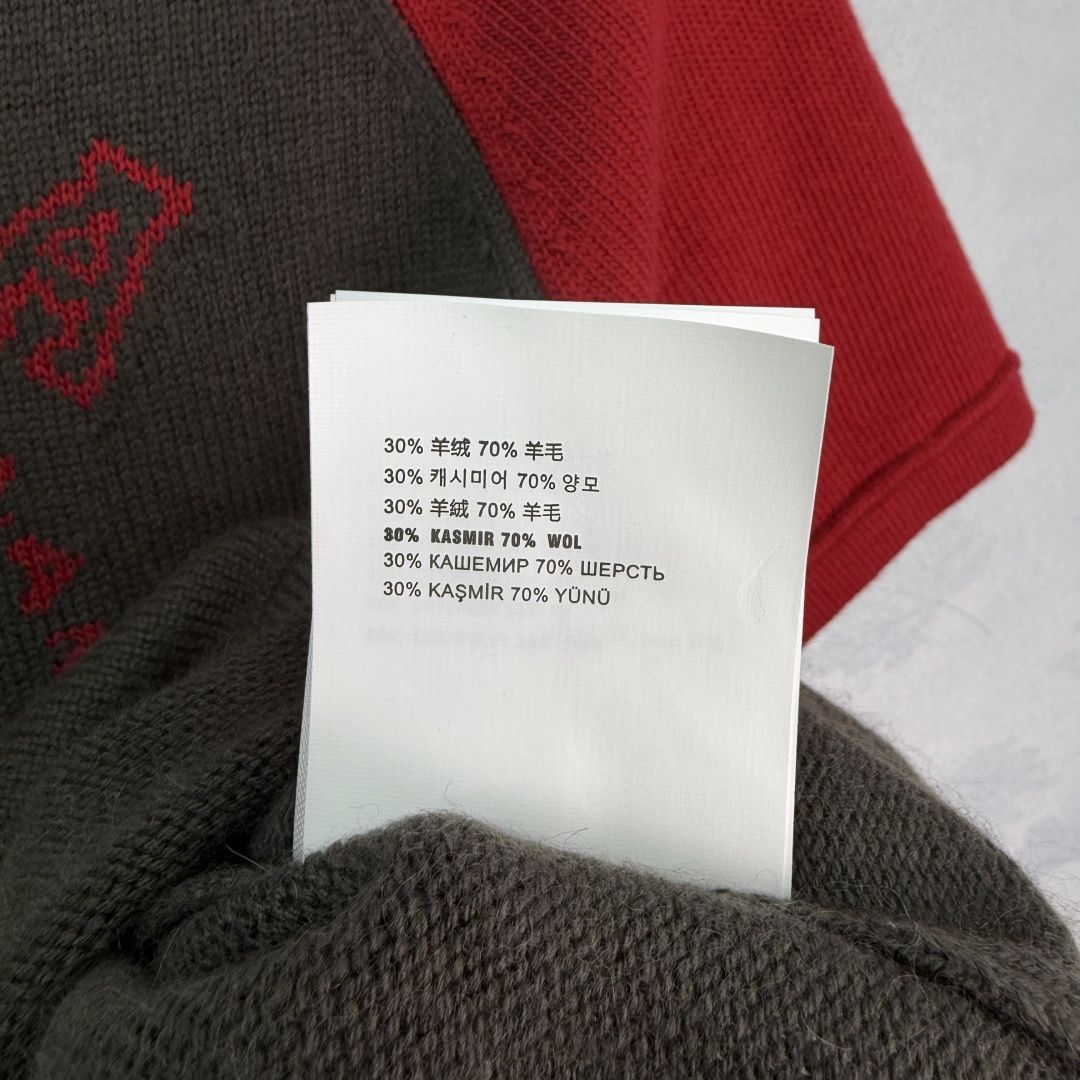 30% 羊绒 70% 羊毛
30% 캐시미어 70% 양모
30% 羊絨 70% 羊毛
30% KASMIR 70% WOL
30% КАШЕМИР 70% ШЕРСТЬ
30% KAŞMİR 70% YÜNÜ